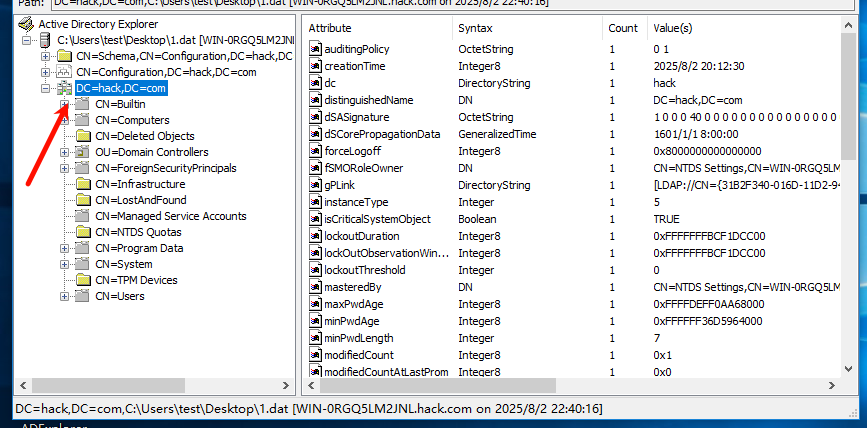 Path: DC=hack,DC=com,C:\Users\test\Desktop\1.dat [WIN-0RGQ5LM2JNL.hack.com on 2025/8/2 22:40:16]
Active Directory Explorer
C:\Users\test\Desktop\1.dat [WIN-0RGQ5LM2JNL
CN=Schema,CN=Configuration,DC=hack,DC
CN=Configuration,DC=hack,DC=com
DC=hack,DC=com
CN=Builtin
CN=Computers
CN=Deleted Objects
OU=Domain Controllers
CN=ForeignSecurityPrincipals
CN=Infrastructure
CN=LostAndFound
CN=Managed Service Accounts
CN=NTDS Quotas
CN=Program Data
CN=System
CN=TPM Devices
CN=Users
Attribute Syntax Count Value(s)
auditingPolicy OctetString 1 0 1
creationTime Integer8 1 2025/8/2 20:12:30
dc DirectoryString 1 hack
distinguishedName DN 1 DC=hack,DC=com
dSASignature OctetString 1 1 0 0 0 40 0 0 0 0 0 0 0 0 0 0 0 0 0 0 0
dSCorePropagationData GeneralizedTime 1 1601/1/1 8:00:00
forceLogoff Integer8 1 0x8000000000000000
fSMORoleOwner DN 1 CN=NTDS Settings,CN=WIN-0RGQ5LM
gPLink DirectoryString 1 [LDAP://CN={31B2F340-016D-11D2-94
instanceType Integer 1 5
isCriticalSystemObject Boolean 1 TRUE
lockoutDuration Integer8 1 0xFFFFFFFBCF1DCC00
lockOutObservationWin... Integer8 1 0xFFFFFFFBCF1DCC00
lockoutThreshold Integer 1 0
masteredBy DN 1 CN=NTDS Settings,CN=WIN-0RGQ5LM
maxPwdAge Integer8 1 0xFFFFDEFF0AA68000
minPwdAge Integer8 1 0xFFFFFF36D5964000
minPwdLength Integer 1 7
modifiedCount Integer8 1 0x1
modifiedCountAtLastProm Integer8 1 0x0
DC=hack,DC=com,C:\Users\test\Desktop\1.dat [WIN-0RGQ5LM2JNL.hack.com on 2025/8/2 22:40:16]
ADExplorer